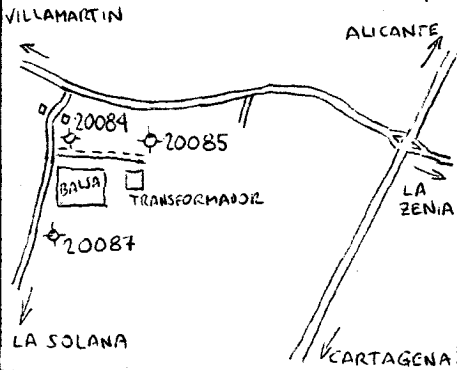 VILLAMARTIN
ALICANTE
20084
20085
BALSA
TRANSFORMADOR
LA
ZENIA
20087
LA SOLANA
CARTAGENA